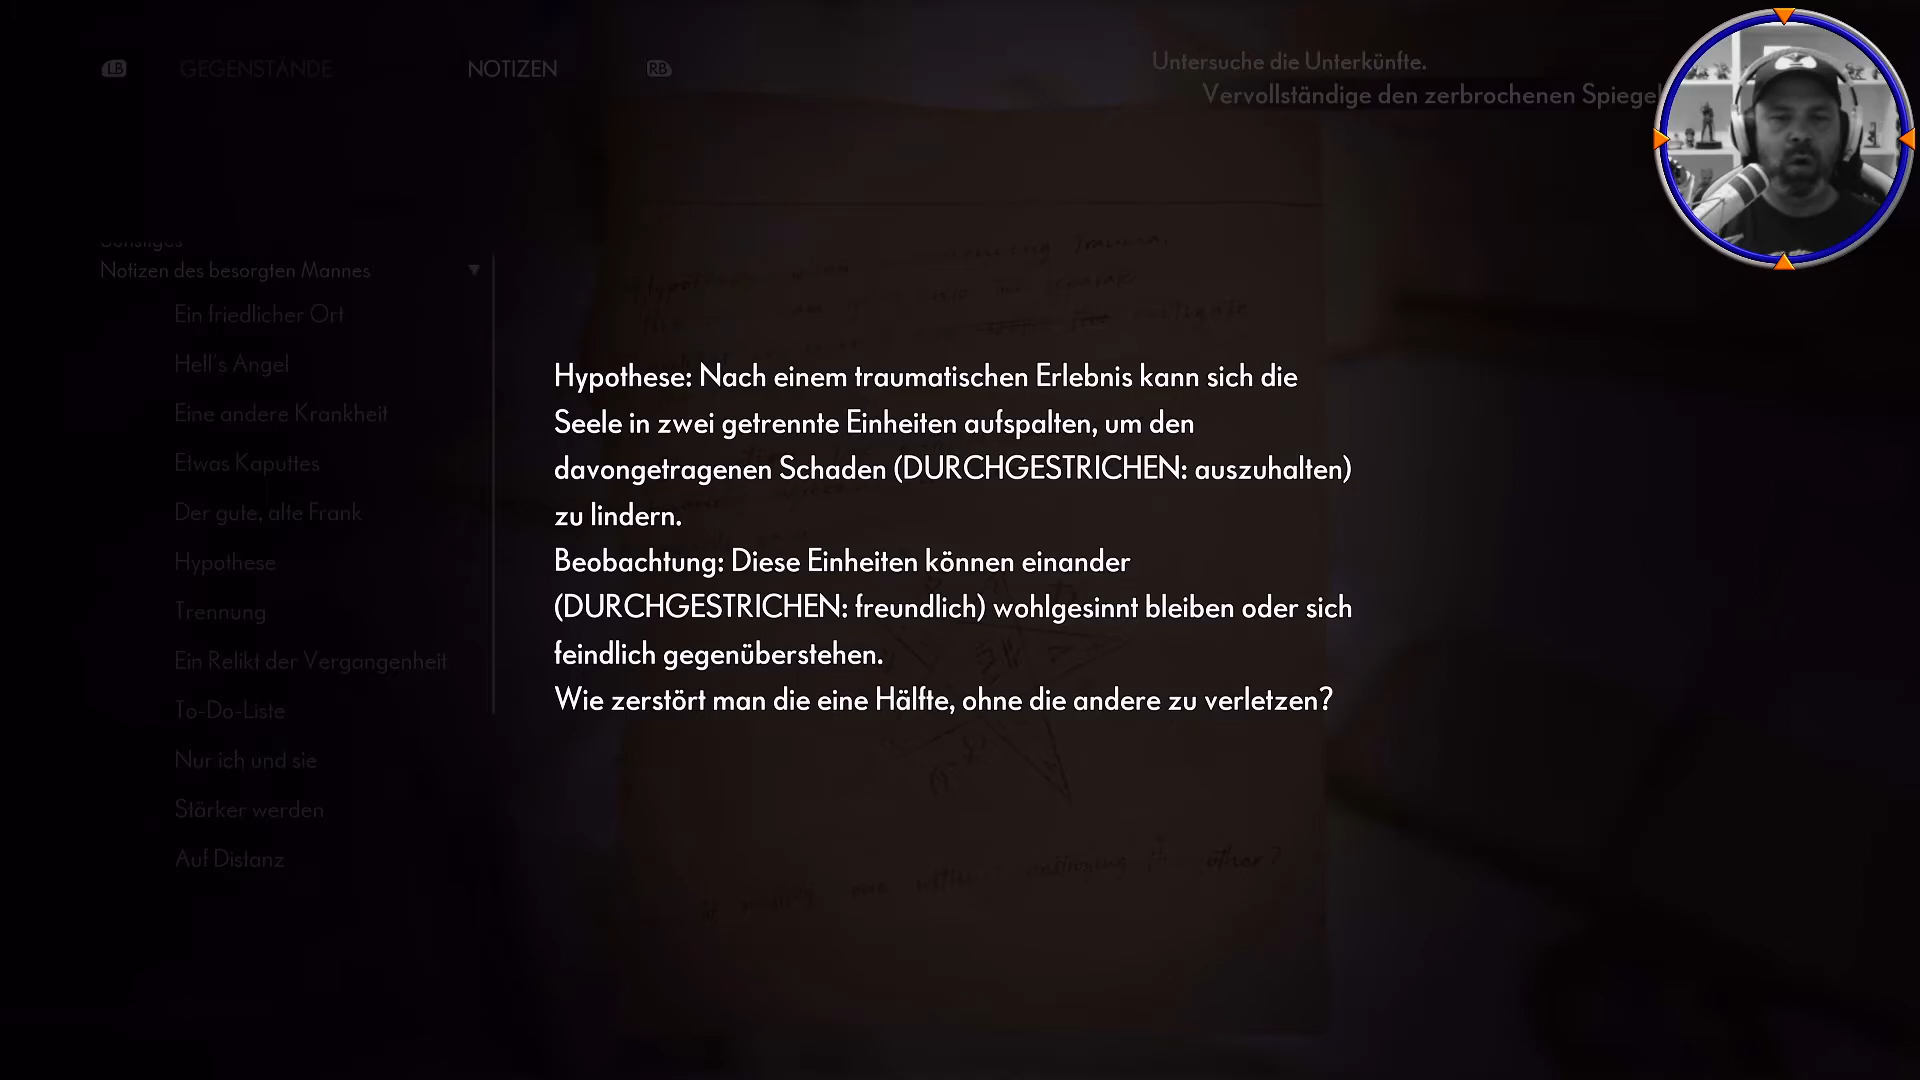 LB
GEGENSTÄNDE
NOTIZEN
RB
Untersuche die Unterkünfte.
Vervollständige den zerbrochenen Spiegel
Sonstiges
Notizen des besorgten Mannes
Ein friedlicher Ort
Hell's Angel
Eine andere Krankheit
Etwas Kaputtes
Der gute, alte Frank
Hypothese
Trennung
Ein Relikt der Vergangenheit
To-Do-Liste
Nur ich und sie
Stärker werden
Auf Distanz
Hypothese: Nach einem traumatischen Erlebnis kann sich die
Seele in zwei getrennte Einheiten aufspalten, um den
davongetragenen Schaden (DURCHGESTRICHEN: auszuhalten)
zu lindern.
Beobachtung: Diese Einheiten können einander
(DURCHGESTRICHEN: freundlich) wohlgesinnt bleiben oder sich
feindlich gegenüberstehen.
Wie zerstört man die eine Hälfte, ohne die andere zu verletzen?